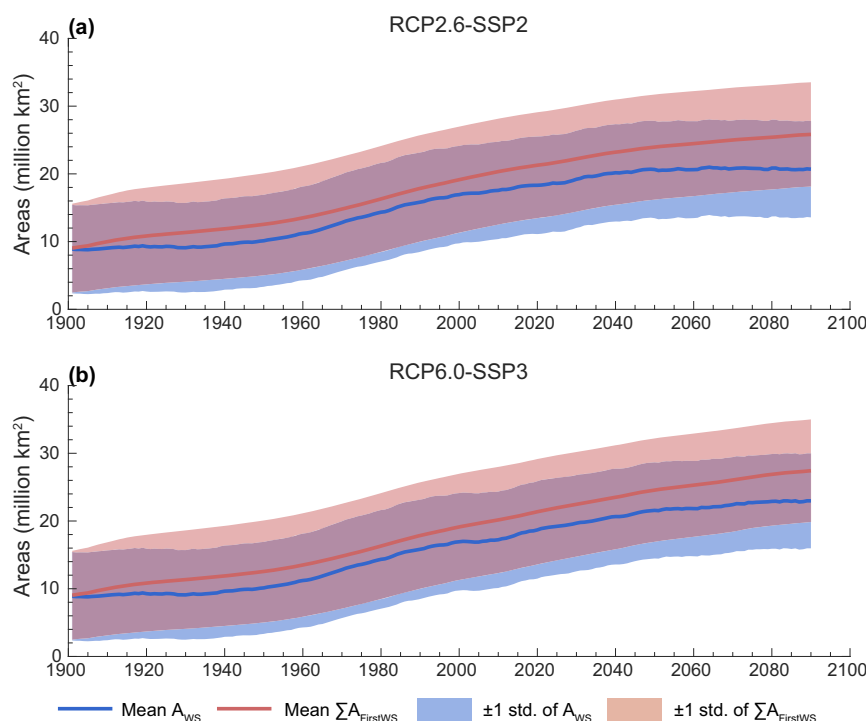 (a)
RCP2.6-SSP2
Areas (million km²)
40
30
20
10
0
1900 1920 1940 1960 1980 2000 2020 2040 2060 2080 2100
(b)
RCP6.0-SSP3
Areas (million km²)
40
30
20
10
0
1900 1920 1940 1960 1980 2000 2020 2040 2060 2080 2100
Mean A_WS Mean ∑A_FirstWS ±1 std. of A_WS ±1 std. of ∑A_FirstWS